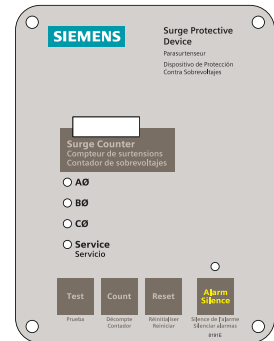 SIEMENS
Surge Protective
Device
Parasurtenseur
Dispositivo de Protección
Contra Sobrevoltajes
Surge Counter
Compteur de surtensions
Contador de sobrevoltajes
AØ
BØ
CØ
Service
Servicio
Test
Count
Reset
Alarm
Silence
Prueba
Décompte
Contador
Réinitialiser
Reiniciar
Silence de l'alarme
Silenciar alarmas